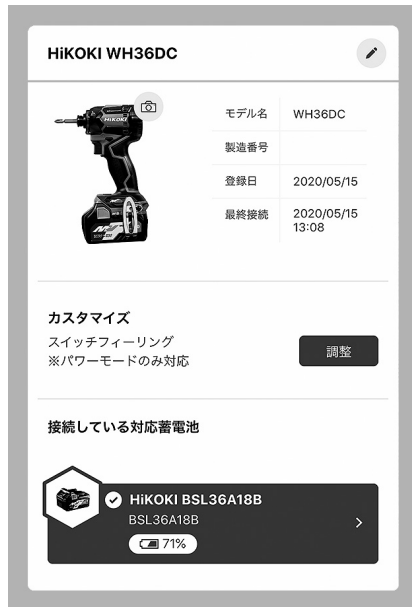 HiKOKI WH36DC
HiKOKI
モデル名 WH36DC
製造番号
登録日 2020/05/15
最終接続 2020/05/15
13:08
カスタマイズ
スイッチフィーリング
※パワーモードのみ対応
調整
接続している対応蓄電池
HiKOKI BSL36A18B
BSL36A18B
71%